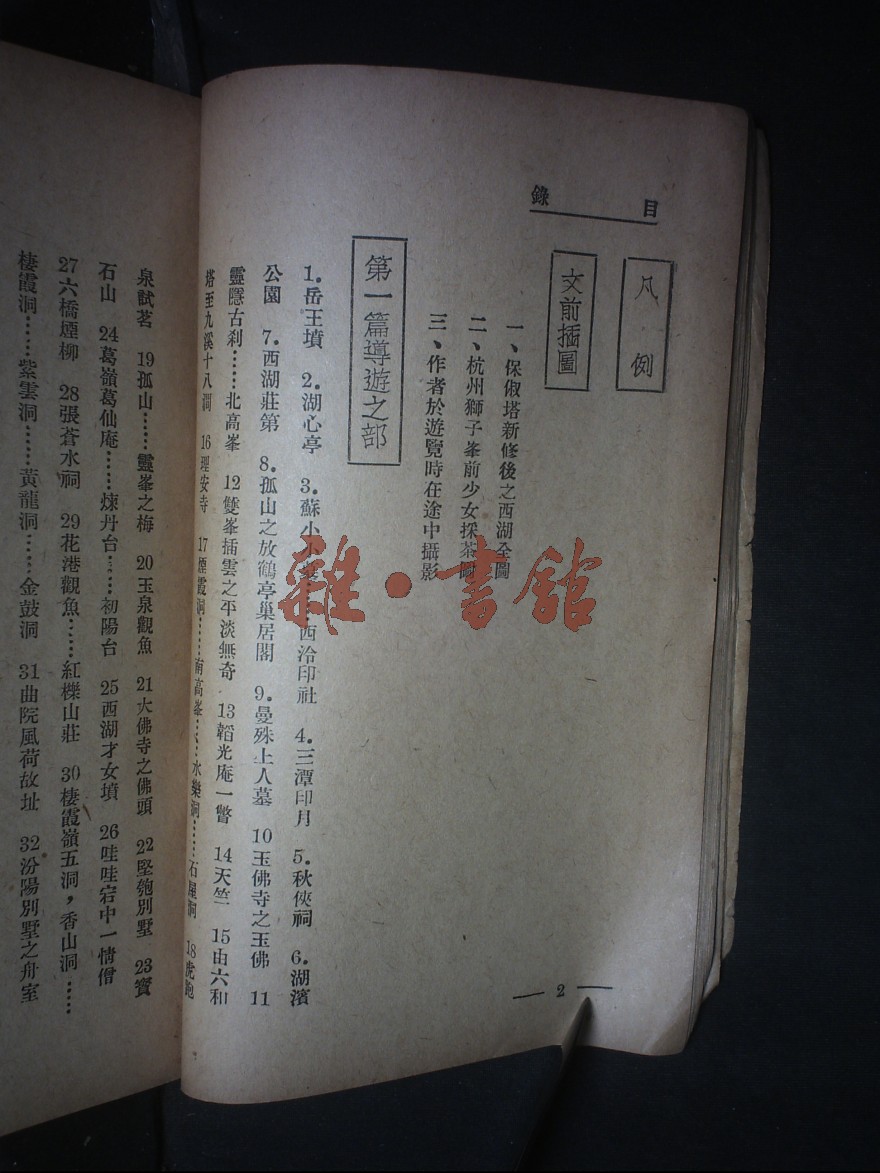 目錄
凡例
文前插圖
一、保俶塔新修後之西湖全圖
二、杭州獅子峯前少女採茶圖
三、作者於遊覽時在途中攝影
第一篇導遊之部
1.岳王墳 2.湖心亭 3.蘇小小墓……西泠印社 4.三潭印月 5.秋俠祠 6.湖濱
公園 7.西湖莊第 8.孤山之放鶴亭巢居閣 9.曼殊上人墓 10玉佛寺之玉佛 11
靈隱古刹……北高峯 12雙峯插雲之平淡無奇 13韜光庵一瞥 14天竺 15由六和
塔至九溪十八澗 16理安寺 17煙霞洞……南高峯……水樂洞……石屋洞 18虎跑
泉試茗 19孤山……靈峯之梅 20玉泉觀魚 21大佛寺之佛頭 22堅匏別墅 23寶
石山 24葛嶺葛仙庵……煉丹台……初陽台 25西湖才女墳 26哇哇宕中一情僧
27六橋煙柳 28張蒼水祠 29花港觀魚……紅櫟山莊 30棲霞嶺五洞，香山洞……
棲霞洞……紫雲洞……黃龍洞……金鼓洞 31曲院風荷故址 32汾陽別墅之舟室
2
雜·書館